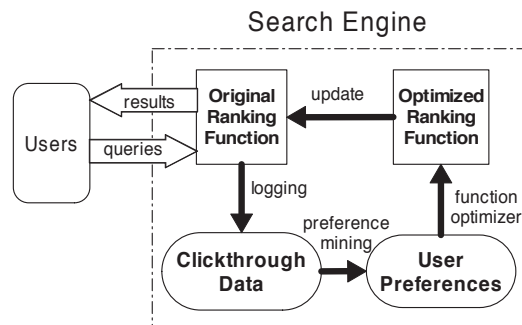 Search Engine
results
Users
queries
Original
Ranking
Function
update
Optimized
Ranking
Function
logging
preference
mining
function
optimizer
Clickthrough
Data
User
Preferences